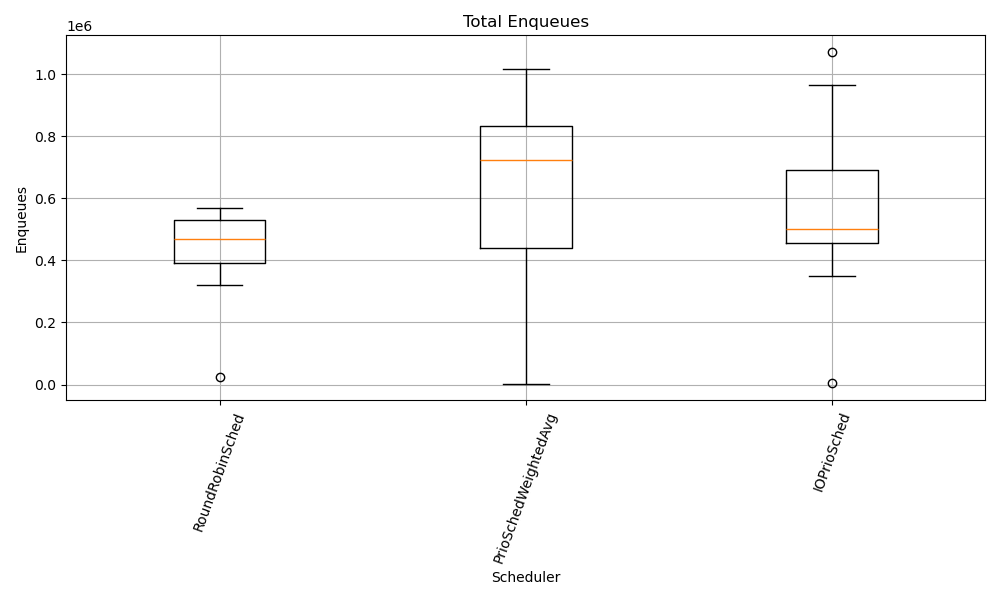 Total Enqueues
1e6
1.0
0.8
0.6
0.4
0.2
0.0
Enqueues
RoundRobinSched
PrioSchedWeightedAvg
IOPrioSched
Scheduler